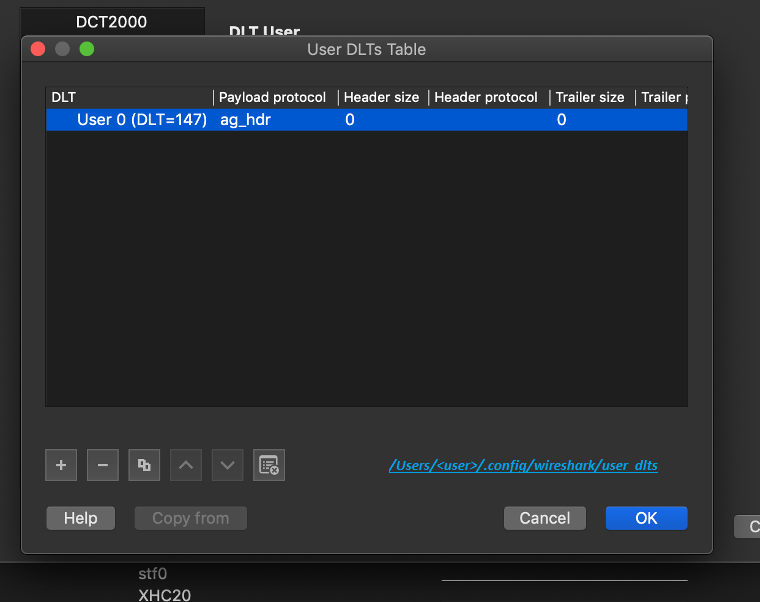 DCT2000
DLT User
User DLTs Table
DLT Payload protocol Header size Header protocol Trailer size Trailer
User 0 (DLT=147) ag_hdr 0 0
/Users/<user>/.config/wireshark/user_dlts
Help Copy from Cancel OK
stf0
XHC20